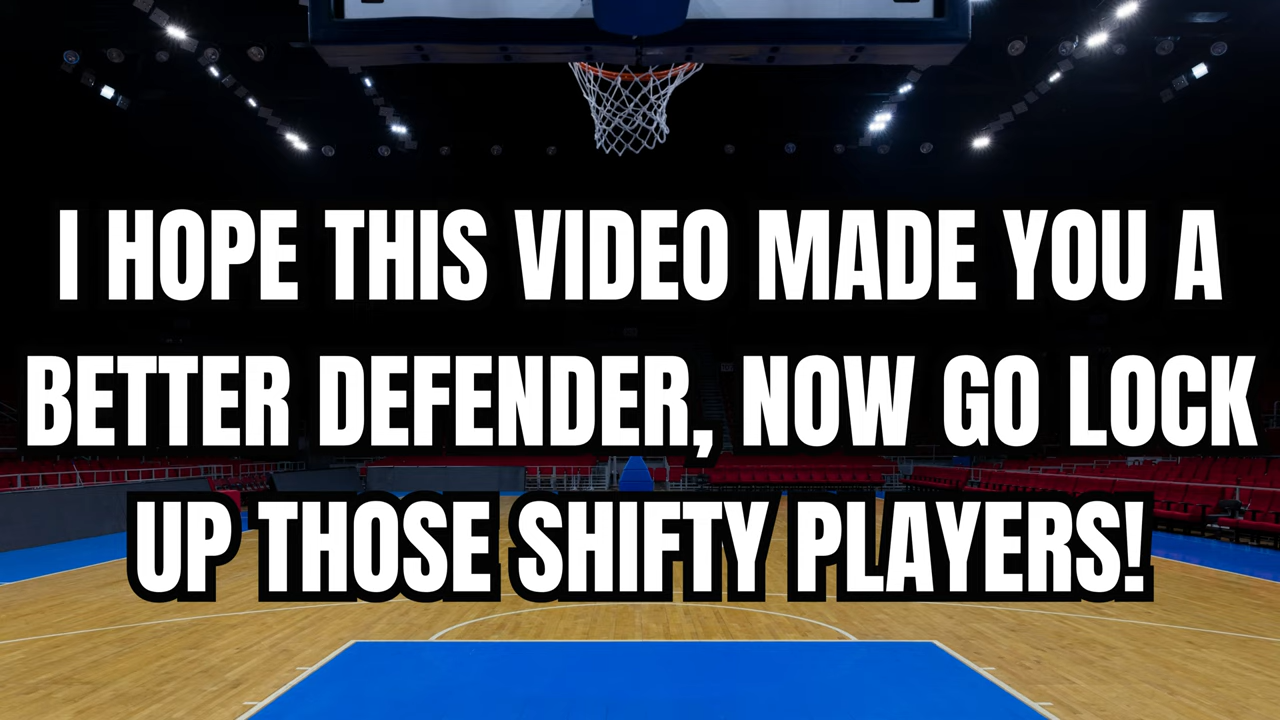 I HOPE THIS VIDEO MADE YOU A
BETTER DEFENDER, NOW GO LOCK
UP THOSE SHIFTY PLAYERS!